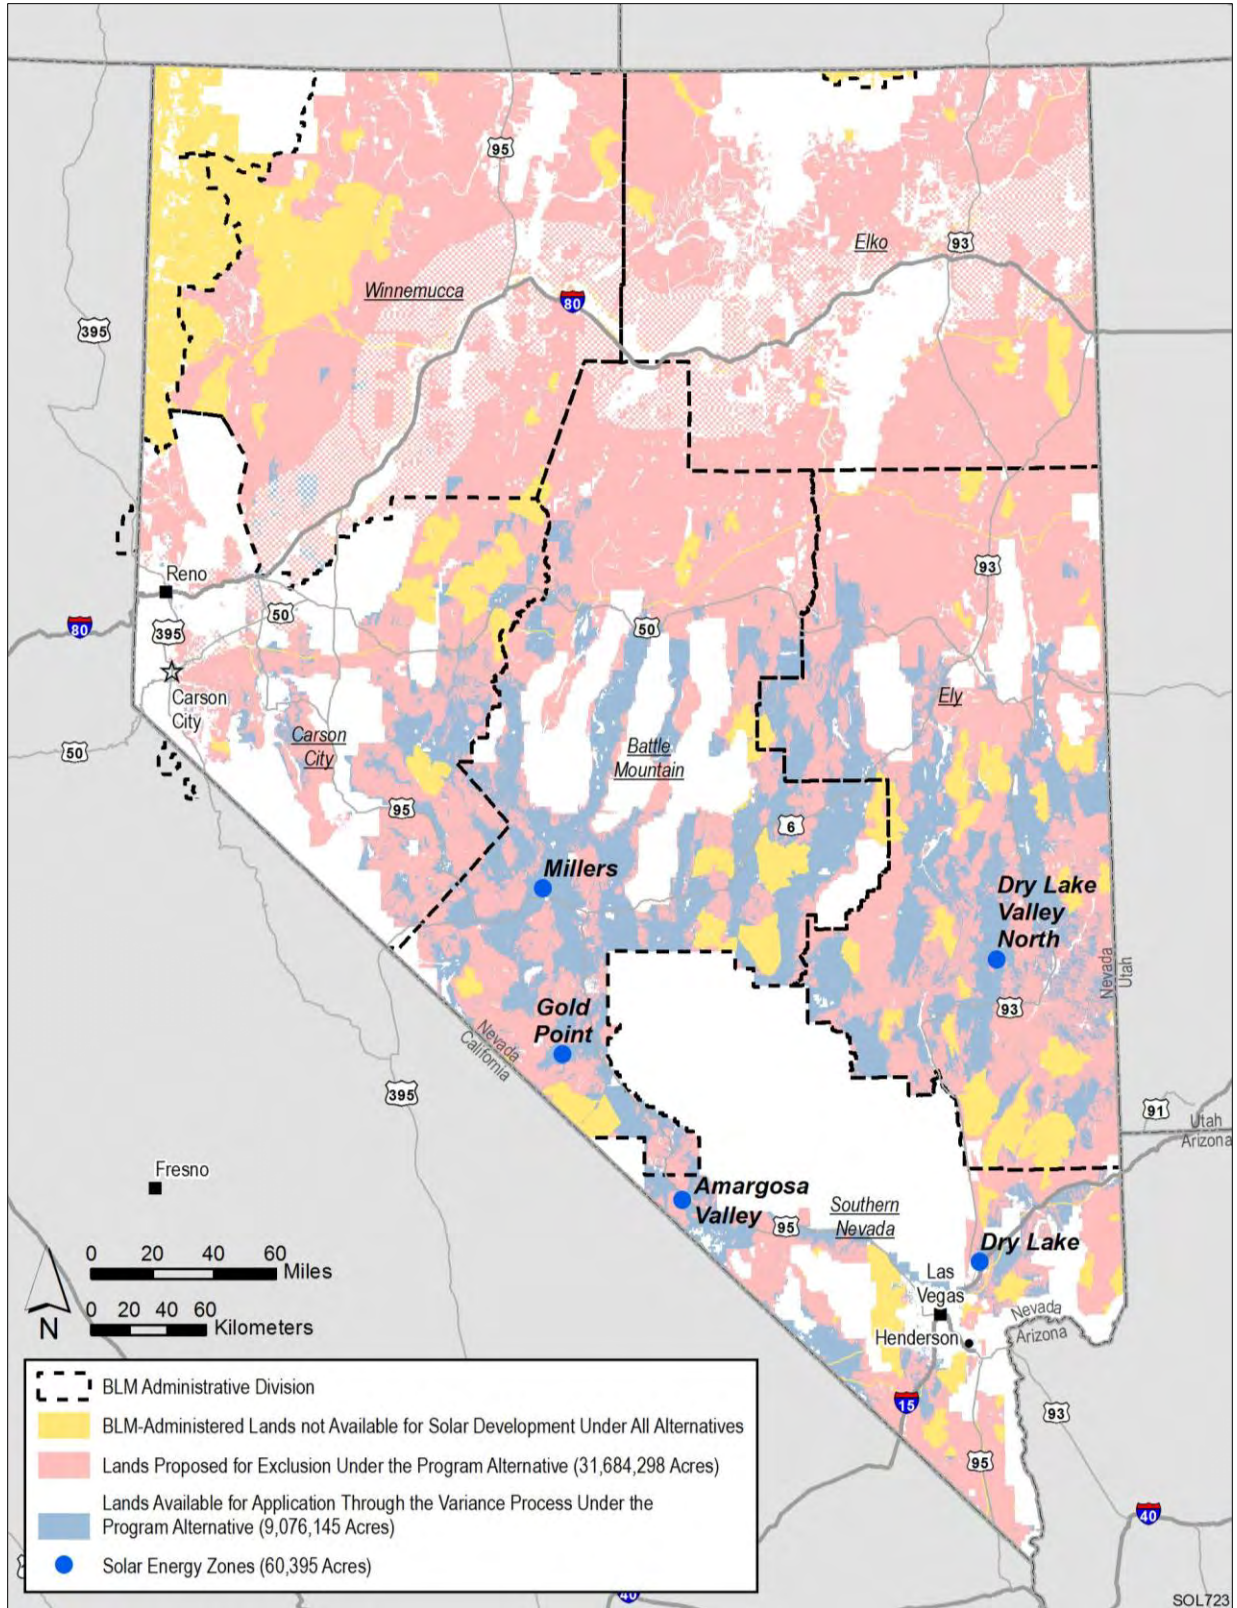 95
93
Elko
Winnemucca
80
395
93
Reno
50
80
395
50
Carson
City
Ely
Carson
City
Battle
Mountain
50
95
6
Millers
Dry Lake
Valley
North
Nevada
Utah
Gold
Point
93
Nevada
California
395
91
Utah
Arizona
Fresno
Amargosa
Valley
Southern
Nevada
95
Dry Lake
0 20 40 60
Miles
Las
Vegas
0 20 40 60
Kilometers
N
Nevada
Arizona
Henderson
15
93
95
40
BLM Administrative Division
BLM-Administered Lands not Available for Solar Development Under All Alternatives
Lands Proposed for Exclusion Under the Program Alternative (31,684,298 Acres)
Lands Available for Application Through the Variance Process Under the
Program Alternative (9,076,145 Acres)
Solar Energy Zones (60,395 Acres)
40
SOL723